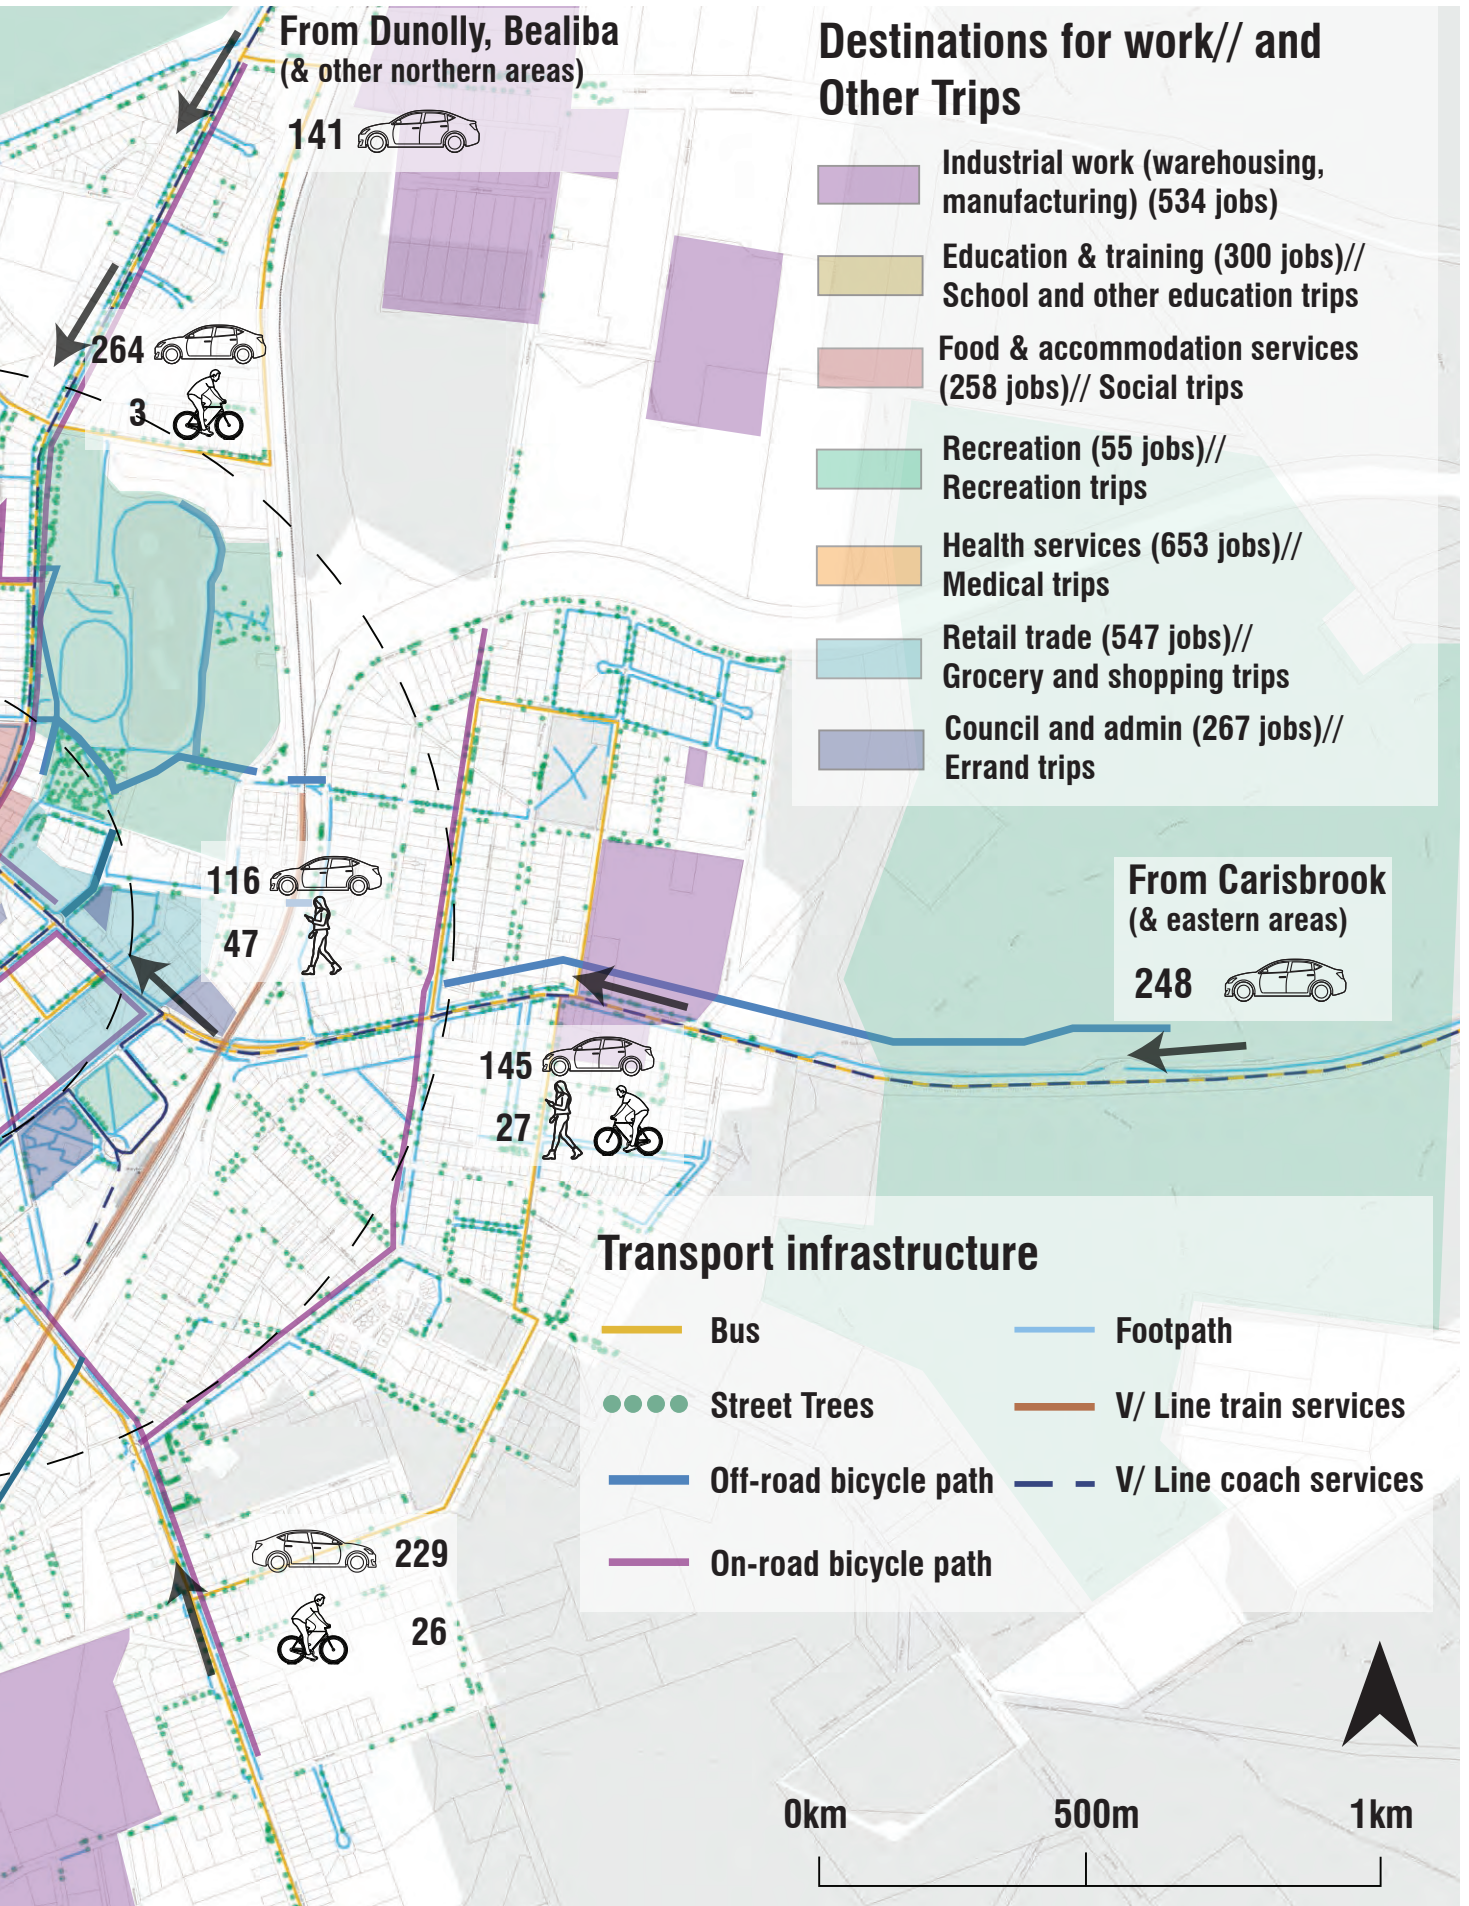 From Dunolly, Bealiba
(& other northern areas)
141
264
3
116
47
145
27
From Carisbrook
(& eastern areas)
248
229
26
Destinations for work// and
Other Trips
Industrial work (warehousing,
manufacturing) (534 jobs)
Education & training (300 jobs)//
School and other education trips
Food & accommodation services
(258 jobs)// Social trips
Recreation (55 jobs)//
Recreation trips
Health services (653 jobs)//
Medical trips
Retail trade (547 jobs)//
Grocery and shopping trips
Council and admin (267 jobs)//
Errand trips
Transport infrastructure
Bus
Street Trees
Off-road bicycle path
On-road bicycle path
Footpath
V/ Line train services
V/ Line coach services
0km
500m
1km